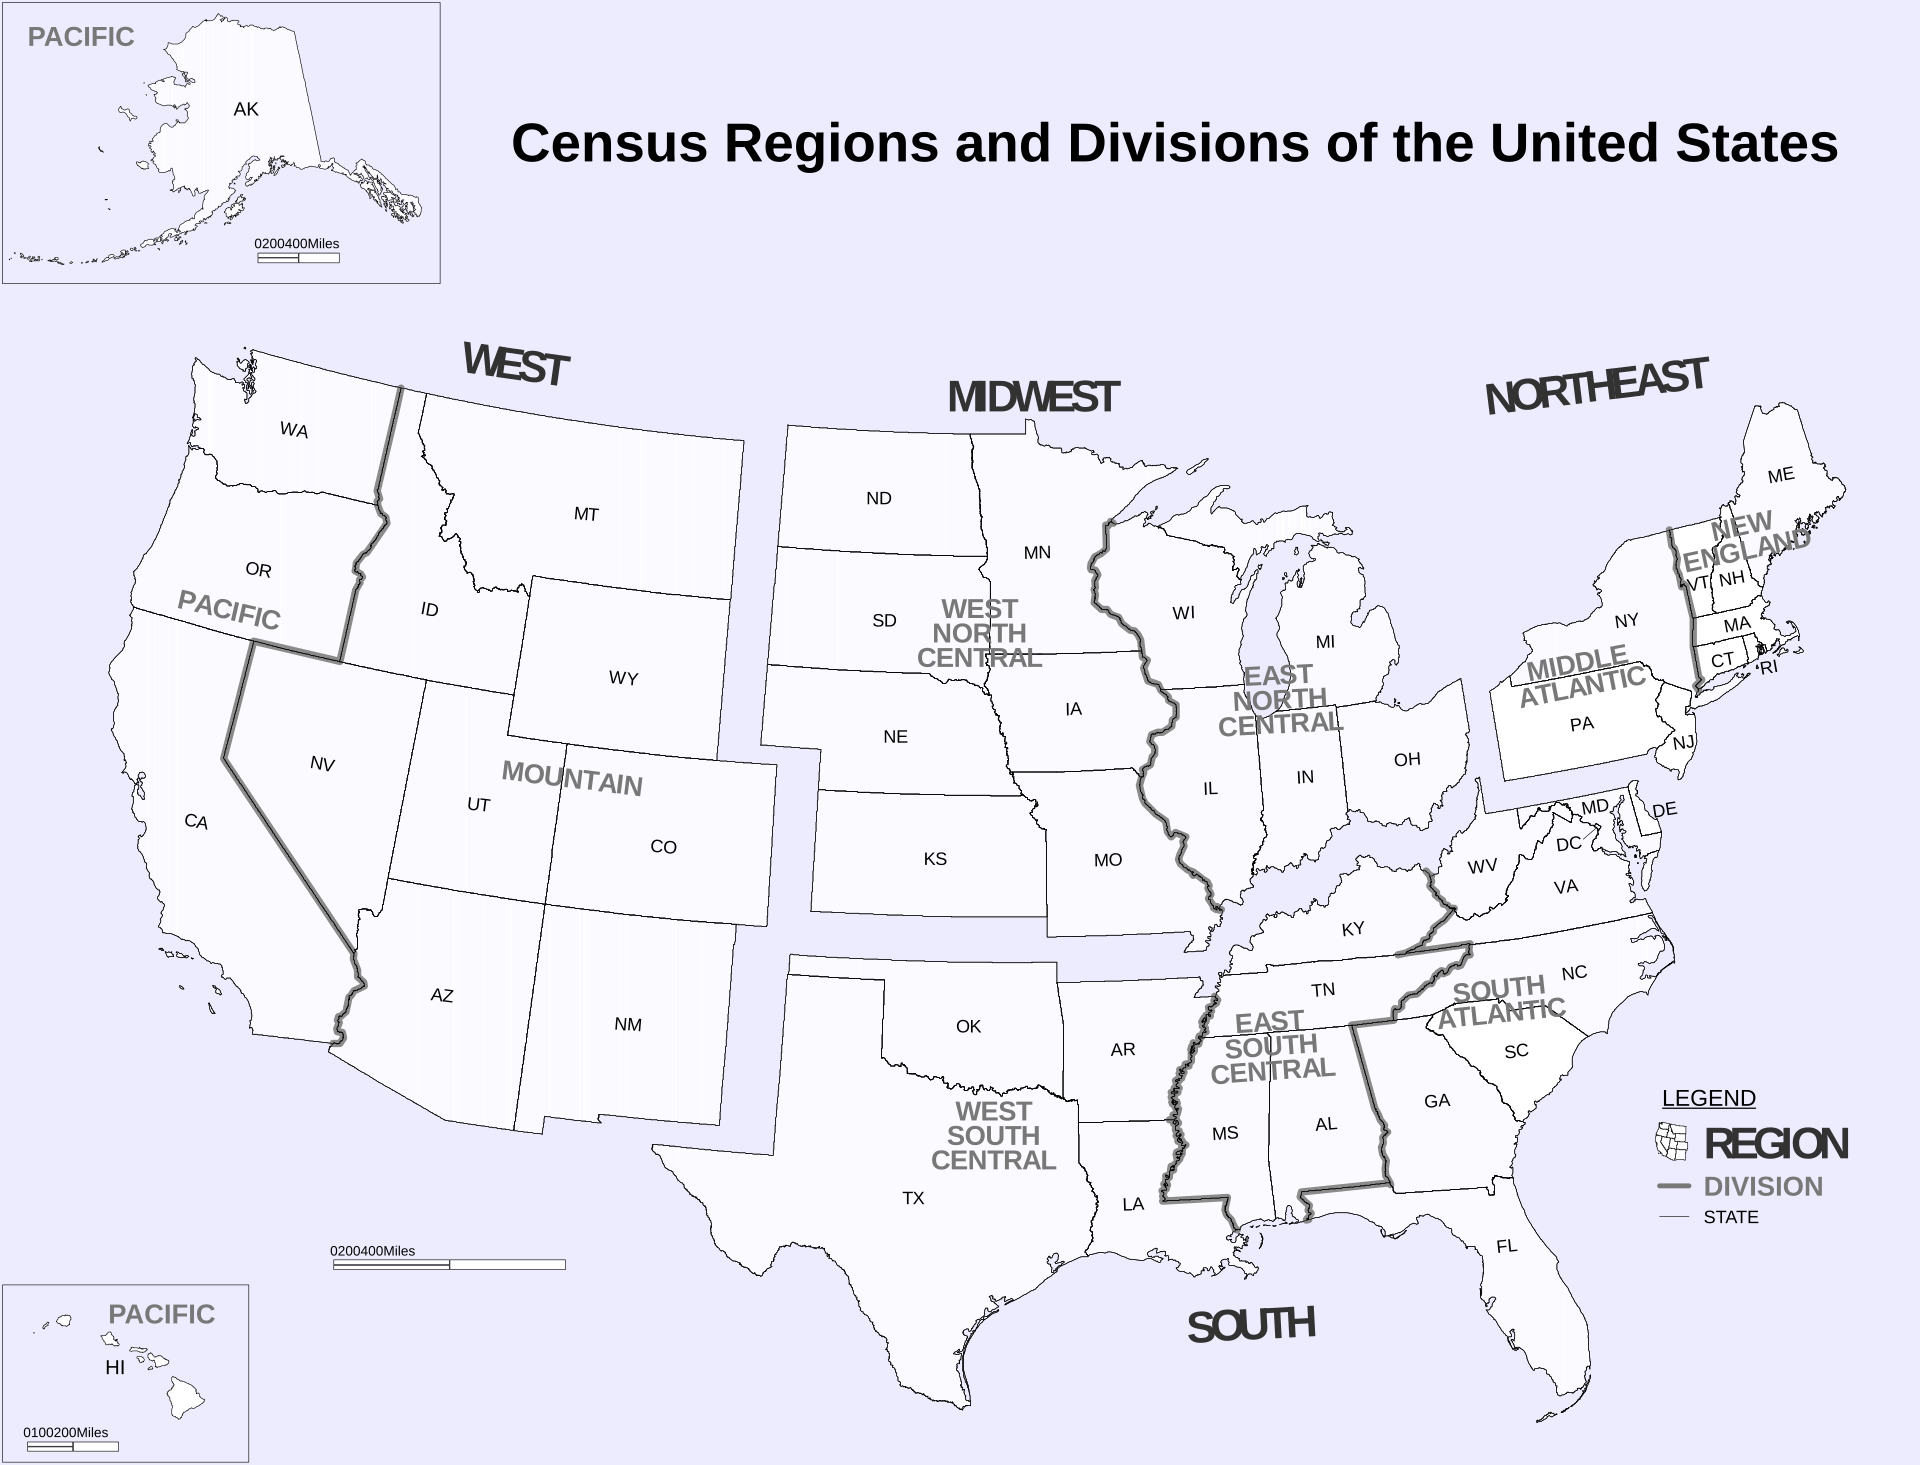 PACIFIC
AK
0200400Miles
Census Regions and Divisions of the United States
WEST
MIDWEST
NORTHEAST
WA
MT
OR
PACIFIC
ID
WY
NV
MOUNTAIN
UT
CA
CO
AZ
NM
ND
MN
SD
WEST
NORTH
CENTRAL
NE
IA
KS
MO
WI
MI
EAST
NORTH
CENTRAL
IL
IN
OH
ME
NEW
ENGLAND
VT
NH
NY
MA
CT
RI
MIDDLE
ATLANTIC
PA
NJ
MD
DE
DC
WV
VA
KY
TN
NC
SOUTH
ATLANTIC
SC
EAST
SOUTH
CENTRAL
OK
AR
WEST
SOUTH
CENTRAL
TX
LA
MS
AL
GA
FL
SOUTH
LEGEND
REGION
DIVISION
STATE
0200400Miles
PACIFIC
HI
0100200Miles